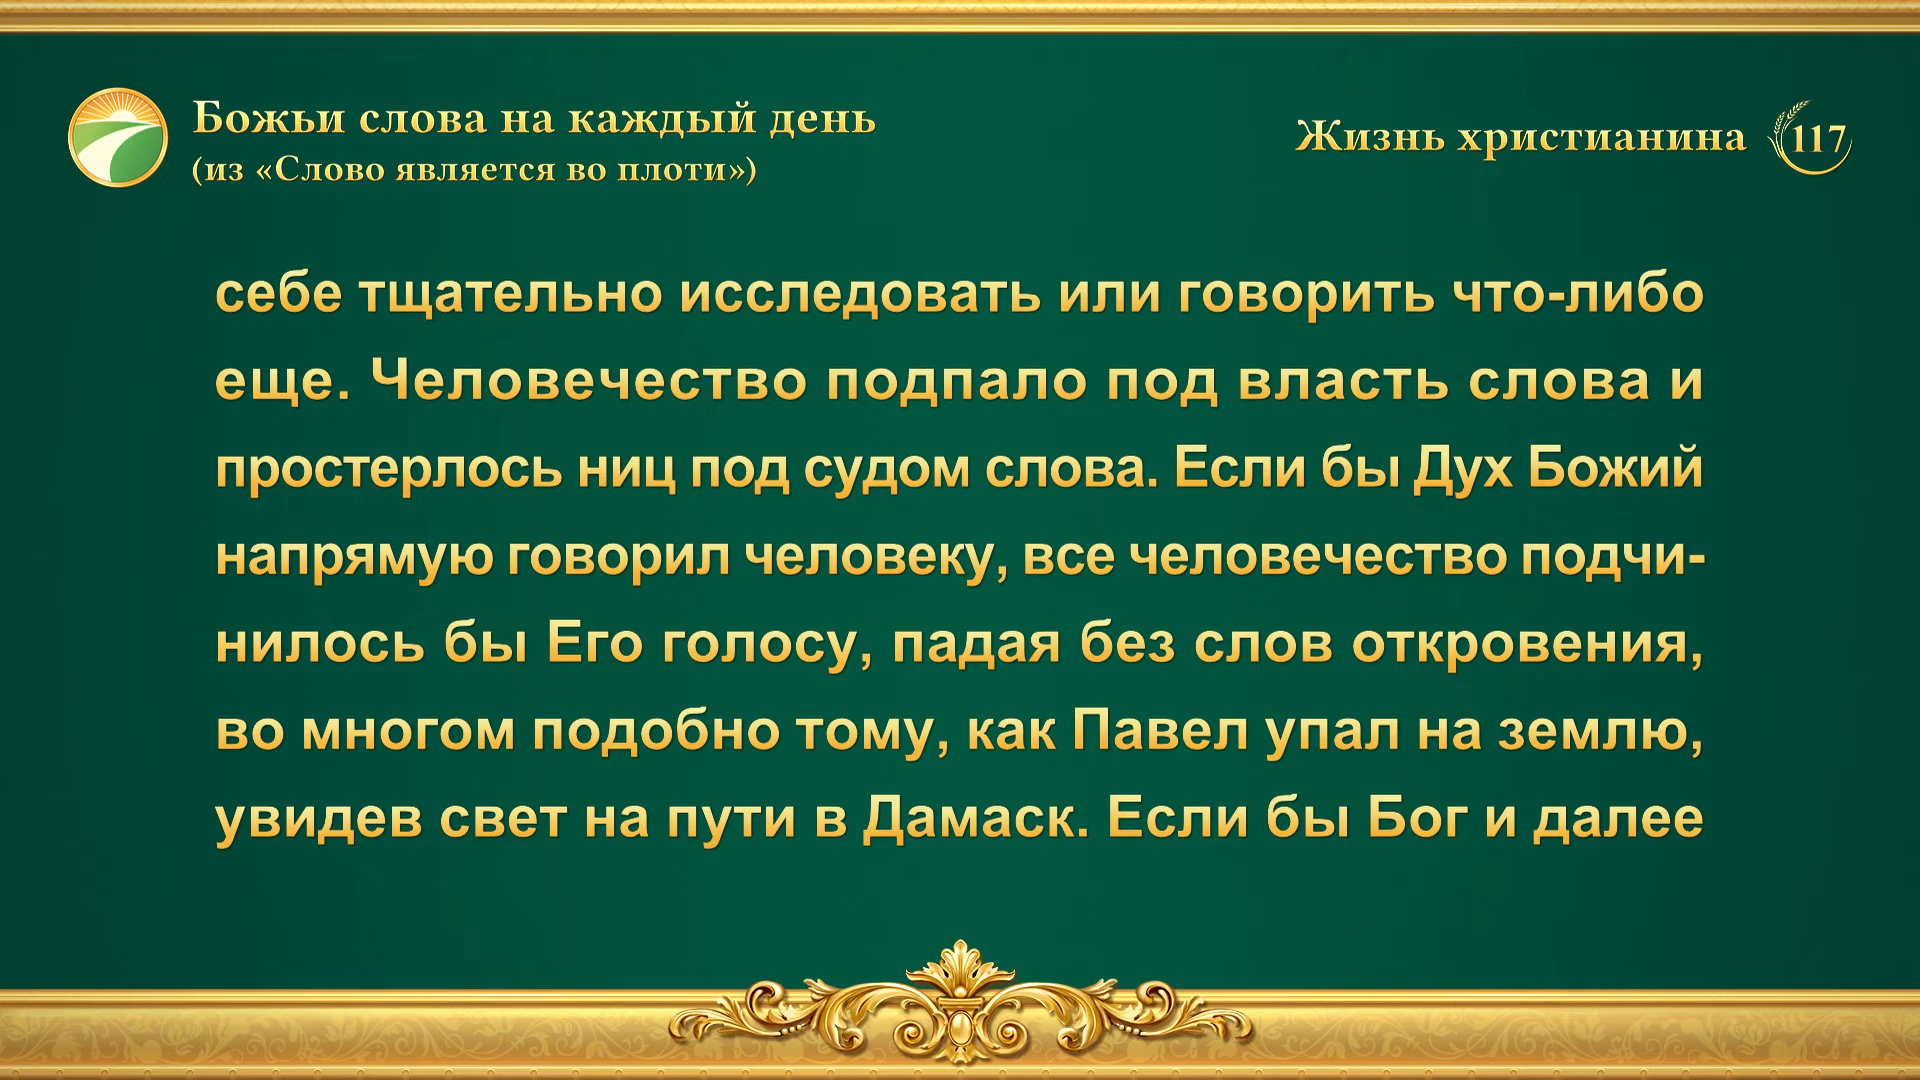 Божьи слова на каждый день
(из «Слово является во плоти»)
Жизнь христианина 117
себе тщательно исследовать или говорить что-либо
еще. Человечество подпало под власть слова и
простерлось ниц под судом слова. Если бы Дух Божий
напрямую говорил человеку, все человечество подчи-
нилось бы Его голосу, падая без слов откровения,
во многом подобно тому, как Павел упал на землю,
увидев свет на пути в Дамаск. Если бы Бог и далее